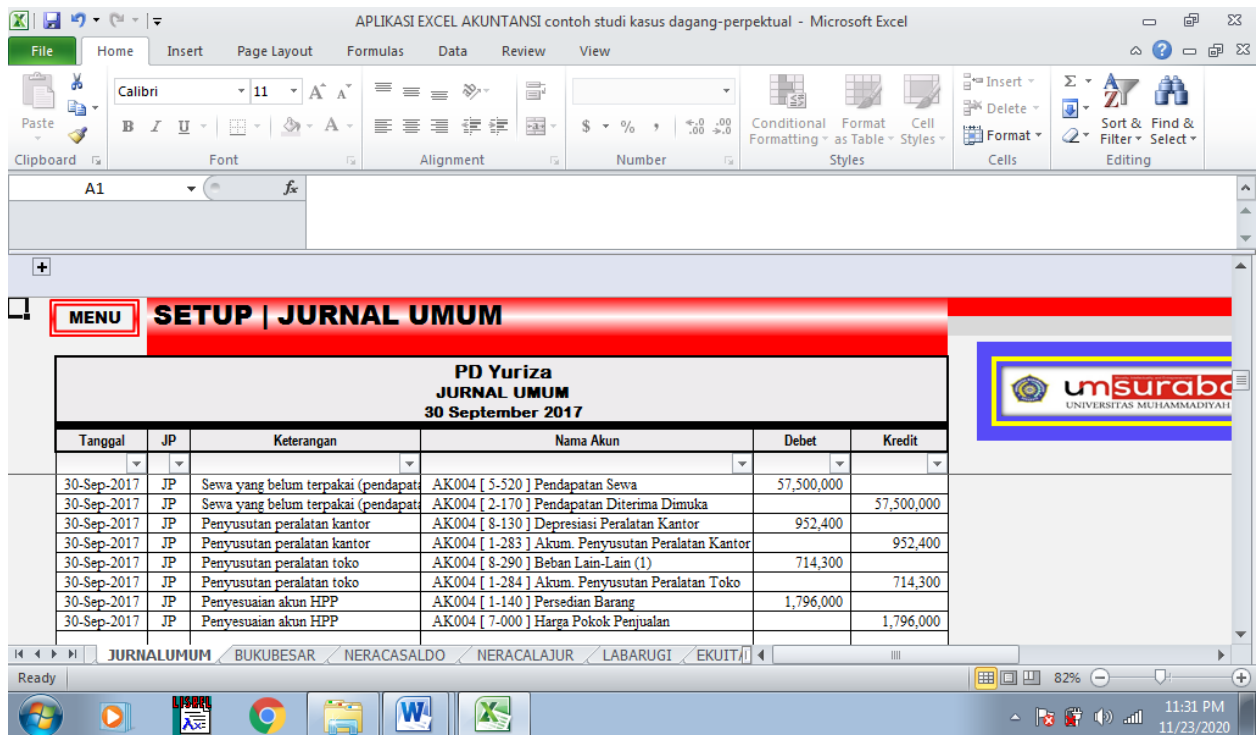 APLIKASI EXCEL AKUNTANSI contoh studi kasus dagang-perpektual - Microsoft Excel
File Home Insert Page Layout Formulas Data Review View
Paste Calibri 11 A A Conditional Formatting Format as Table Cell Styles Insert Delete Format Sort & Filter Find & Select
B I U A $ % , .0 .00 .00 .0 Σ
Clipboard Font Alignment Number Styles Cells Editing
A1 fx
MENU SETUP | JURNAL UMUM
PD Yuriza
JURNAL UMUM
30 September 2017
umsurabc
UNIVERSITAS MUHAMMADIYAH
Tanggal JP Keterangan Nama Akun Debet Kredit
30-Sep-2017 JP Sewa yang belum terpakai (pendapata AK004 [ 5-520 ] Pendapatan Sewa 57,500,000
30-Sep-2017 JP Sewa yang belum terpakai (pendapata AK004 [ 2-170 ] Pendapatan Diterima Dimuka 57,500,000
30-Sep-2017 JP Penyusutan peralatan kantor AK004 [ 8-130 ] Depresiasi Peralatan Kantor 952,400
30-Sep-2017 JP Penyusutan peralatan kantor AK004 [ 1-283 ] Akum. Penyusutan Peralatan Kantor 952,400
30-Sep-2017 JP Penyusutan peralatan toko AK004 [ 8-290 ] Beban Lain-Lain (1) 714,300
30-Sep-2017 JP Penyusutan peralatan toko AK004 [ 1-284 ] Akum. Penyusutan Peralatan Toko 714,300
30-Sep-2017 JP Penyesuaian akun HPP AK004 [ 1-140 ] Persedian Barang 1,796,000
30-Sep-2017 JP Penyesuaian akun HPP AK004 [ 7-000 ] Harga Pokok Penjualan 1,796,000
JURNALUMUM BUKUBESAR NERACASALDO NERACALAJUR LABARUGI EKUITA
Ready 82%
11:31 PM
11/23/2020